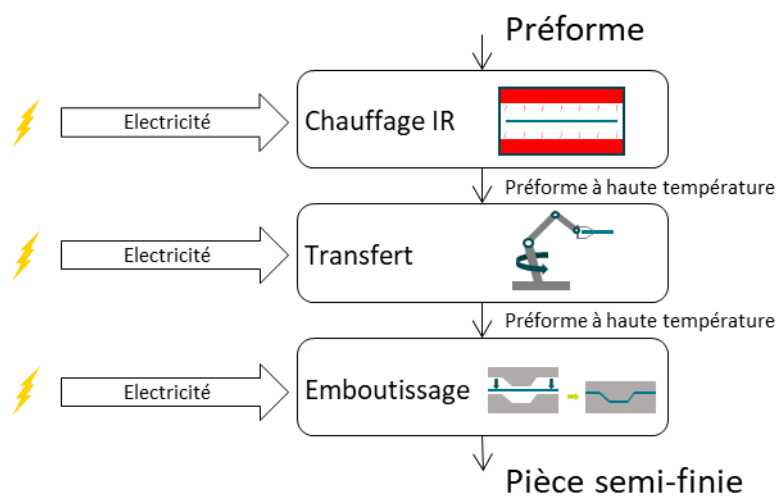 Préforme
Electricité
Chauffage IR
Préforme à haute température
Electricité
Transfert
Préforme à haute température
Electricité
Emboutissage
Pièce semi-finie